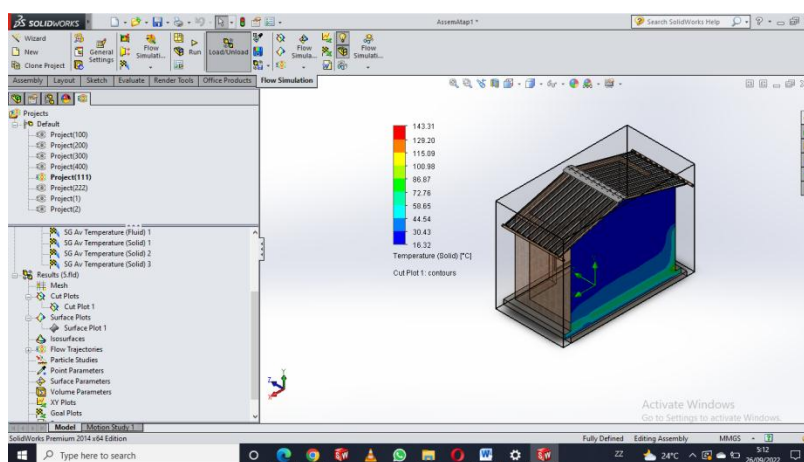 SOLIDWORKS
AssemMap1 *
Search SolidWorks Help
Wizard
New
Clone Project
General Settings
Flow Simulati...
Run
Load/Unload
Flow Simula...
Flow Simulati...
Assembly
Layout
Sketch
Evaluate
Render Tools
Office Products
Flow Simulation
Projects
Default
Project(100)
Project(200)
Project(300)
Project(400)
Project(111)
Project(222)
Project(1)
Project(2)
SG Av Temperature (Fluid) 1
SG Av Temperature (Solid) 1
SG Av Temperature (Solid) 2
SG Av Temperature (Solid) 3
Results (5.fld)
Mesh
Cut Plots
Cut Plot 1
Surface Plots
Surface Plot 1
Isosurfaces
Flow Trajectories
Particle Studies
Point Parameters
Surface Parameters
Volume Parameters
XY Plots
Goal Plots
143.31
129.20
115.09
100.98
86.87
72.76
58.65
44.54
30.43
16.32
Temperature (Solid) [°C]
Cut Plot 1: contours
Y
Z
X
Activate Windows
Go to Settings to activate Windows.
Model
Motion Study 1
SolidWorks Premium 2014 x64 Edition
Fully Defined
Editing Assembly
MMGS
Type here to search
24°C
5:12
26/09/2022